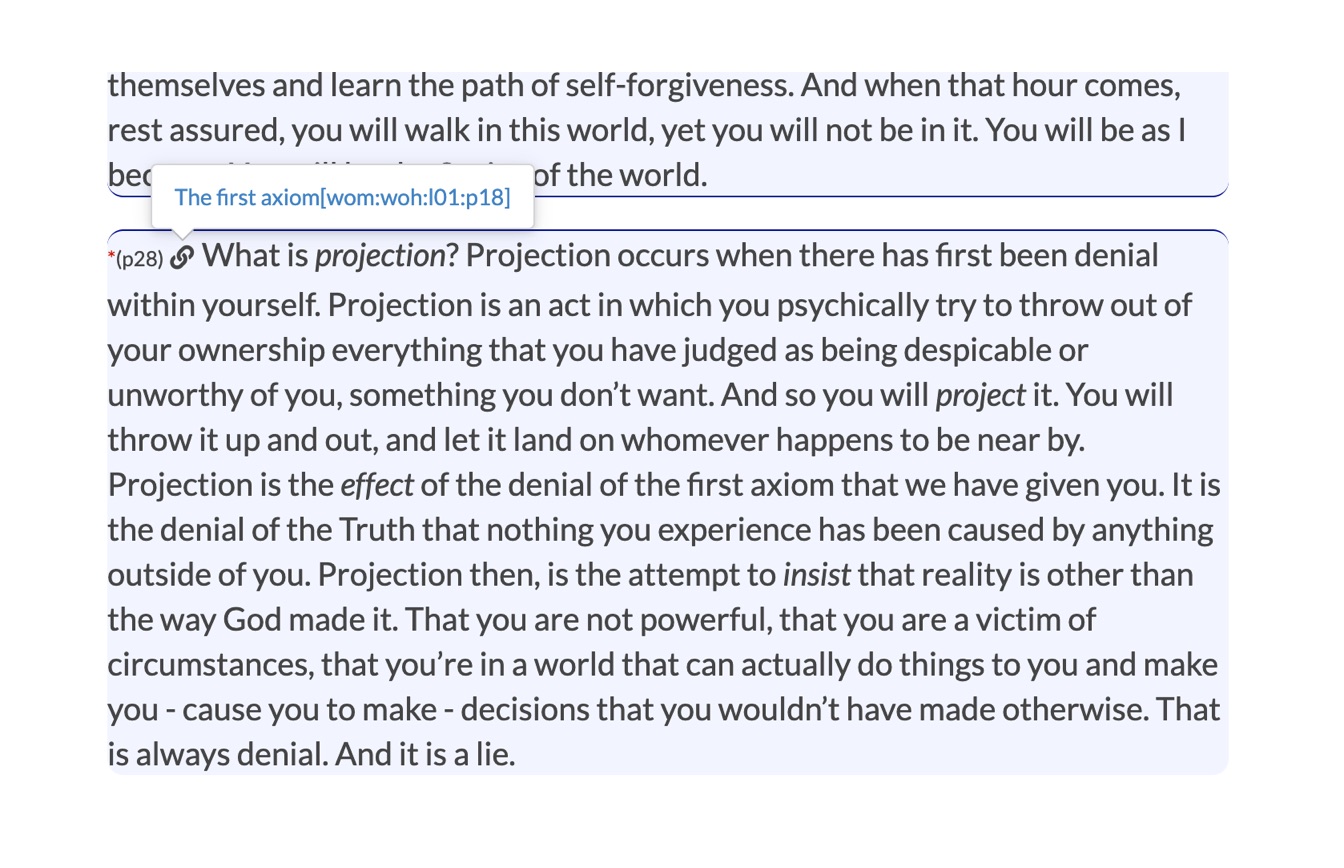 themselves and learn the path of self-forgiveness. And when that hour comes,
rest assured, you will walk in this world, yet you will not be in it. You will be as I
of the world.
The first axiom[wom:woh:l01:p18]
*(p28) What is projection? Projection occurs when there has first been denial
within yourself. Projection is an act in which you psychically try to throw out of
your ownership everything that you have judged as being despicable or
unworthy of you, something you don’t want. And so you will project it. You will
throw it up and out, and let it land on whomever happens to be near by.
Projection is the effect of the denial of the first axiom that we have given you. It is
the denial of the Truth that nothing you experience has been caused by anything
outside of you. Projection then, is the attempt to insist that reality is other than
the way God made it. That you are not powerful, that you are a victim of
circumstances, that you’re in a world that can actually do things to you and make
you - cause you to make - decisions that you wouldn’t have made otherwise. That
is always denial. And it is a lie.